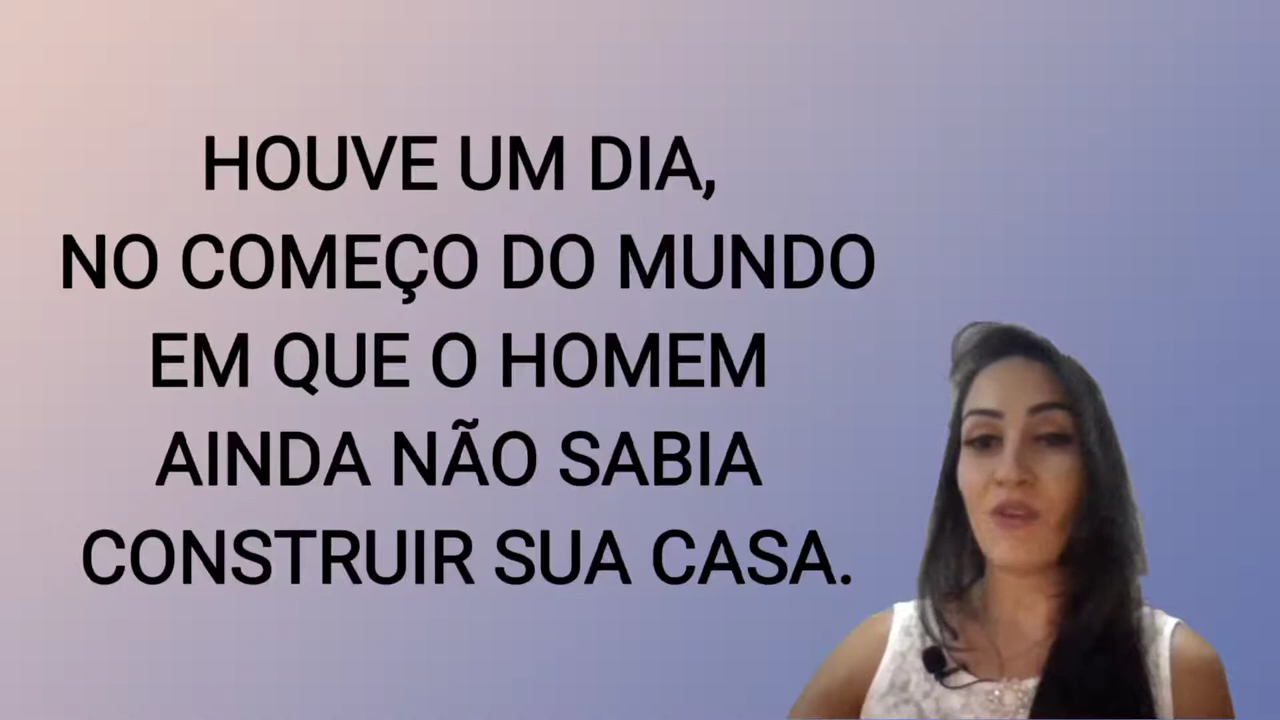 HOUVE UM DIA,
NO COMEÇO DO MUNDO
EM QUE O HOMEM
AINDA NÃO SABIA
CONSTRUIR SUA CASA.